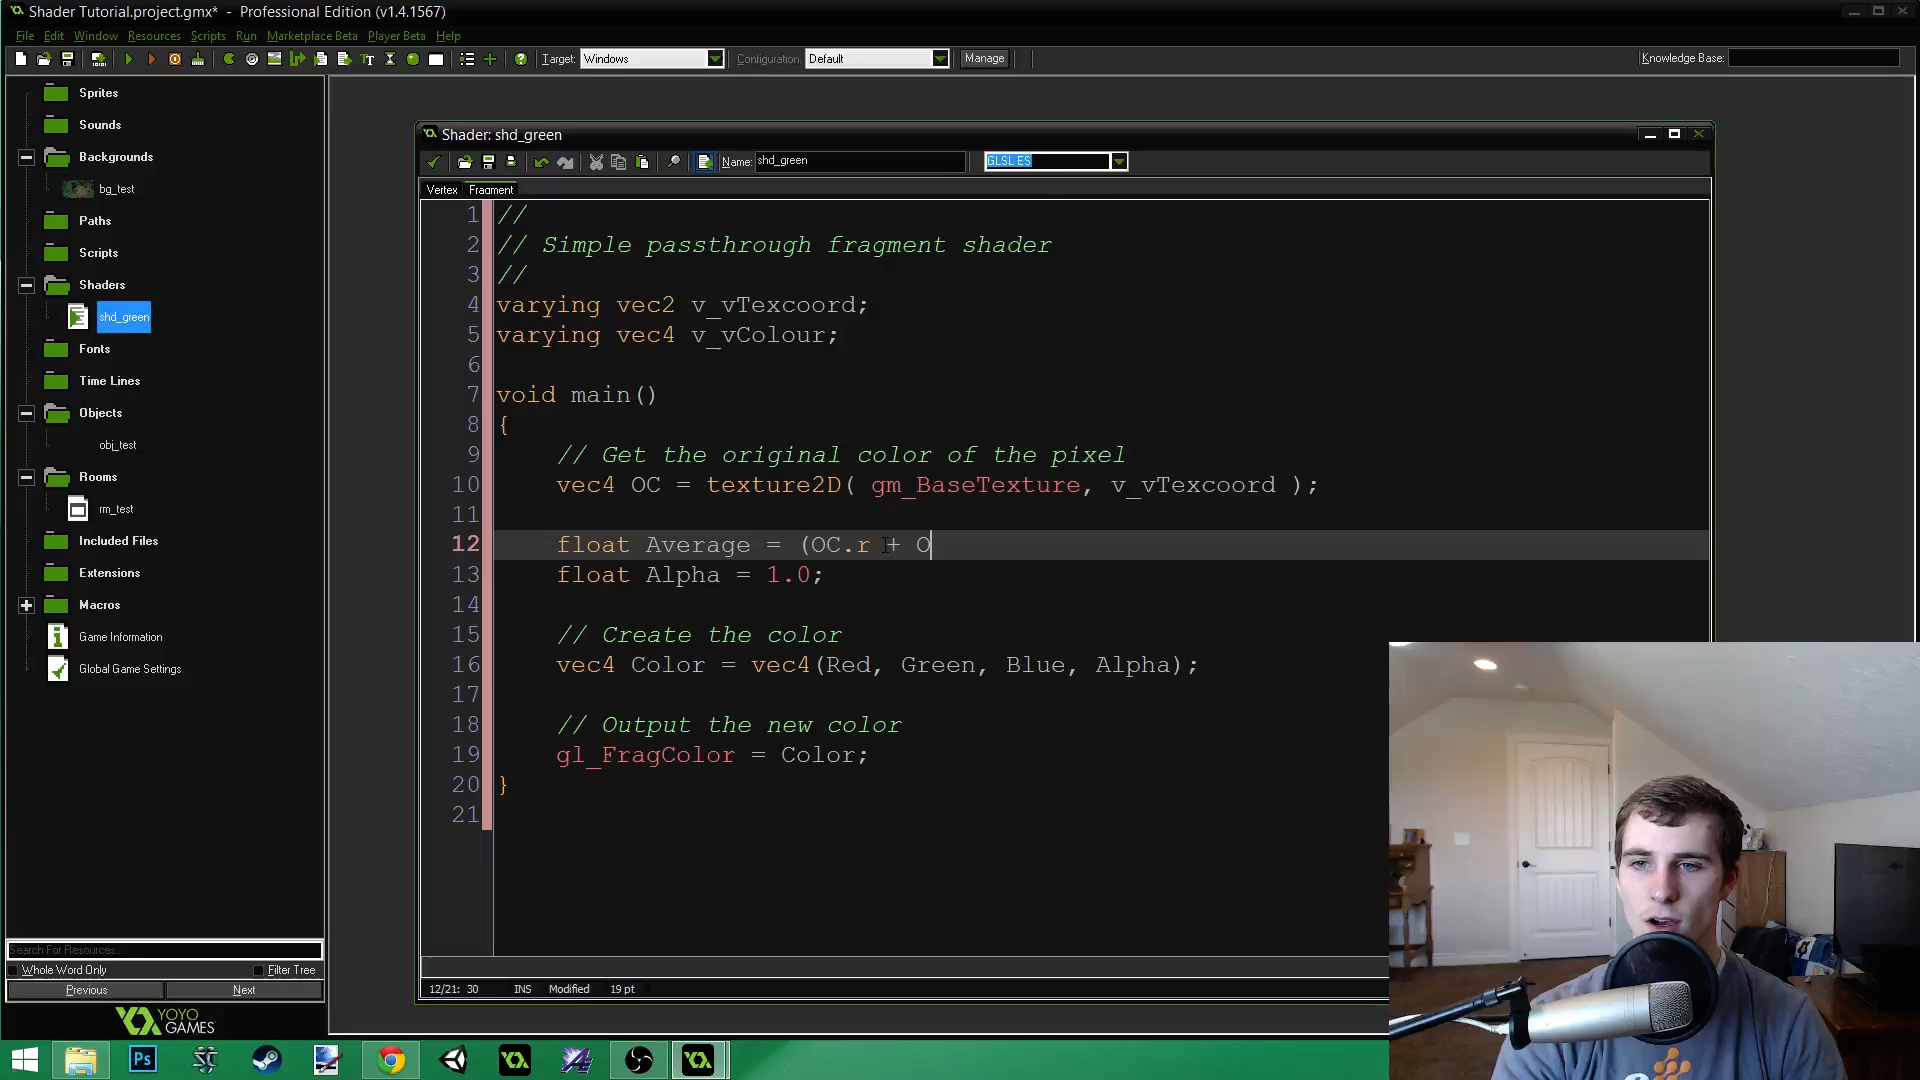 Shader Tutorial.project.gmx* - Professional Edition (v1.4.1567)
File Edit Window Resources Scripts Run Marketplace Beta Player Beta Help
Target: Windows Configuration: Default Manage Knowledge Base:
Sprites
Sounds
Backgrounds
bg_test
Paths
Scripts
Shaders
shd_green
Fonts
Time Lines
Objects
obj_test
Rooms
rm_test
Included Files
Extensions
Macros
Game Information
Global Game Settings
Search For Resources...
Whole Word Only Filter Tree
Previous Next
YOYO
GAMES
Shader: shd_green
Name: shd_green GLSL ES
Vertex Fragment
1 //
2 // Simple passthrough fragment shader
3 //
4 varying vec2 v_vTexcoord;
5 varying vec4 v_vColour;
6
7 void main()
8 {
9 // Get the original color of the pixel
10 vec4 OC = texture2D( gm_BaseTexture, v_vTexcoord );
11
12 float Average = (OC.r + O
13 float Alpha = 1.0;
14
15 // Create the color
16 vec4 Color = vec4(Red, Green, Blue, Alpha);
17
18 // Output the new color
19 gl_FragColor = Color;
20 }
21
12/21: 30 INS Modified 19 pt
Ps